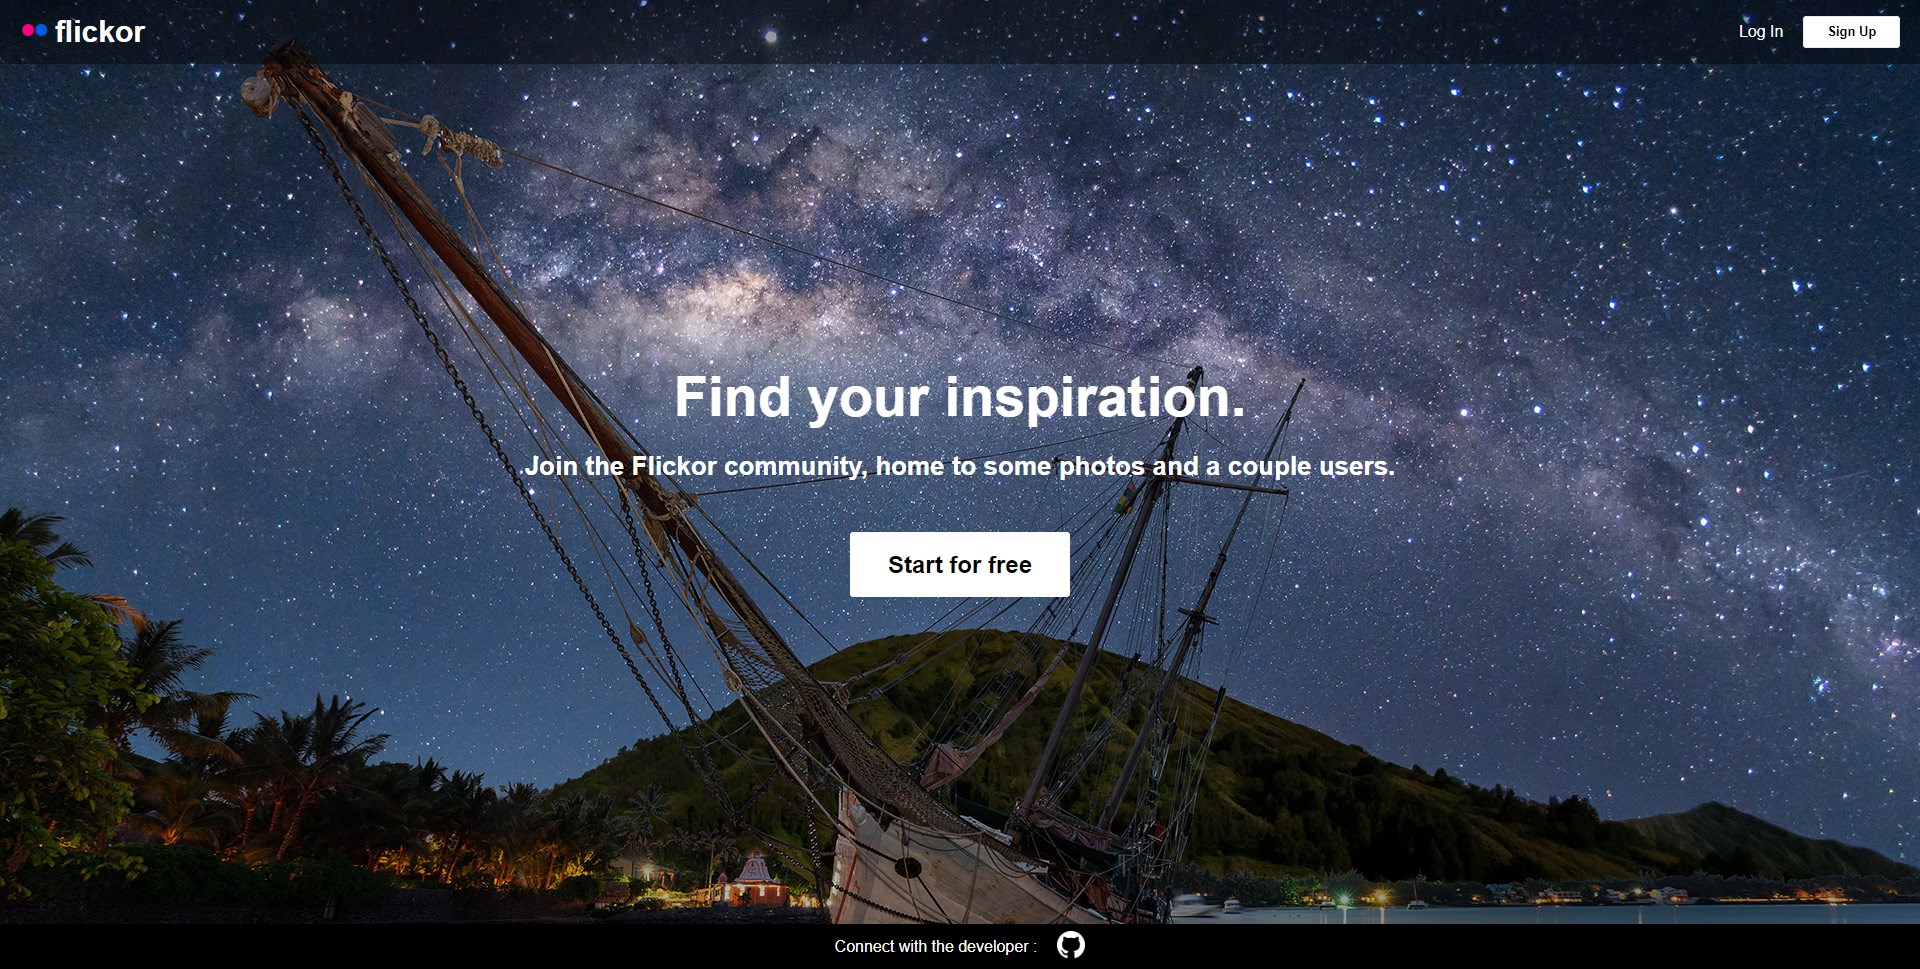 flickor
Log In
Sign Up
Find your inspiration.
Join the Flickor community, home to some photos and a couple users.
Start for free
Connect with the developer :